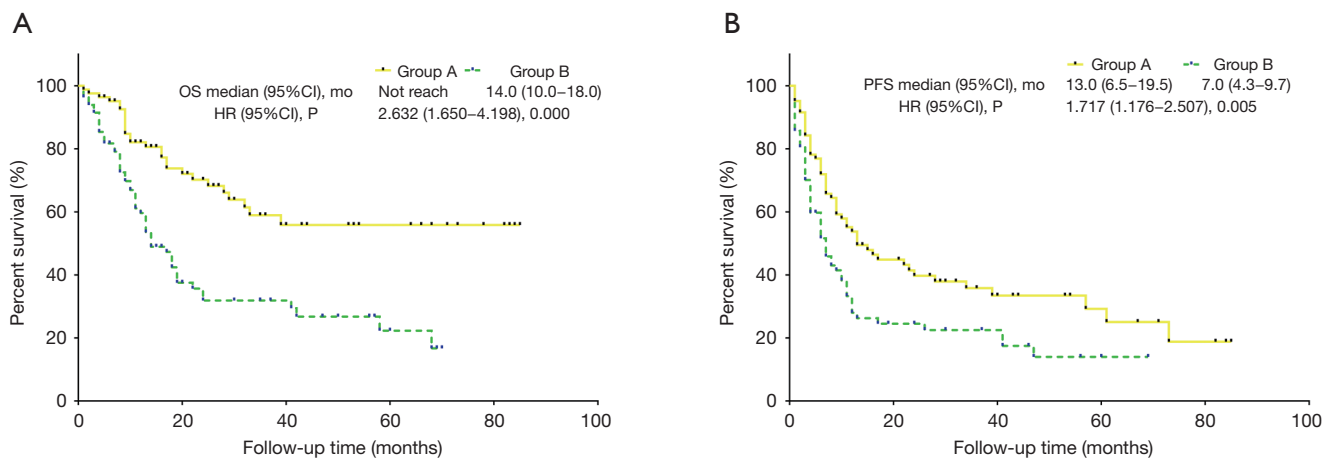 A
Group A Group B
OS median (95%CI), mo Not reach 14.0 (10.0–18.0)
HR (95%CI), P 2.632 (1.650–4.198), 0.000
Percent survival (%)
100
80
60
40
20
0
0 20 40 60 80 100
Follow-up time (months)
B
Group A Group B
PFS median (95%CI), mo 13.0 (6.5–19.5) 7.0 (4.3–9.7)
HR (95%CI), P 1.717 (1.176–2.507), 0.005
Percent survival (%)
100
80
60
40
20
0
0 20 40 60 80 100
Follow-up time (months)